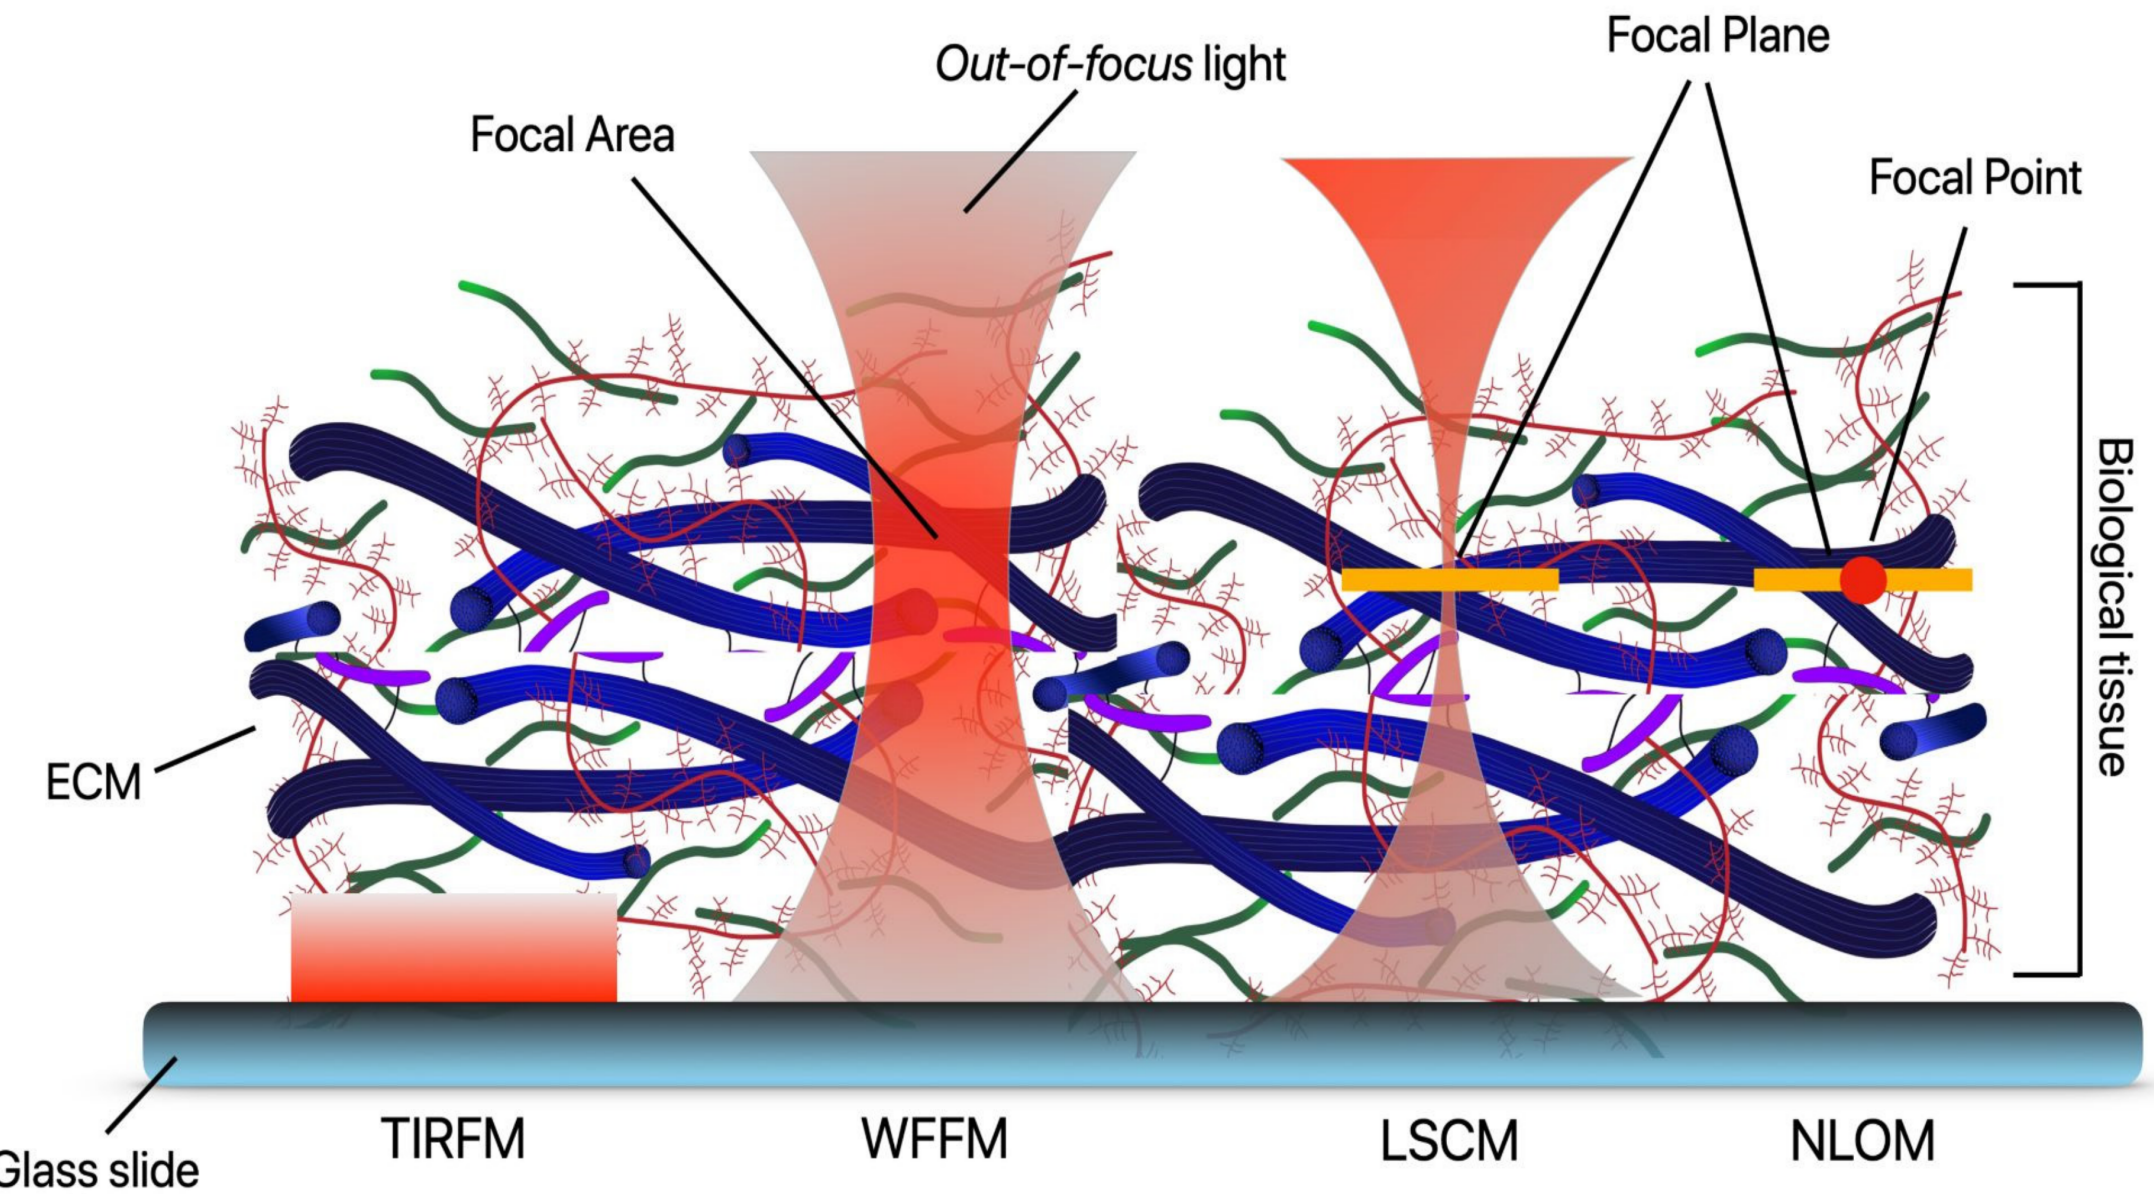 Focal Plane
Out-of-focus light
Focal Area
Focal Point
Biological tissue
ECM
TIRFM
WFFM
LSCM
NLOM
Glass slide